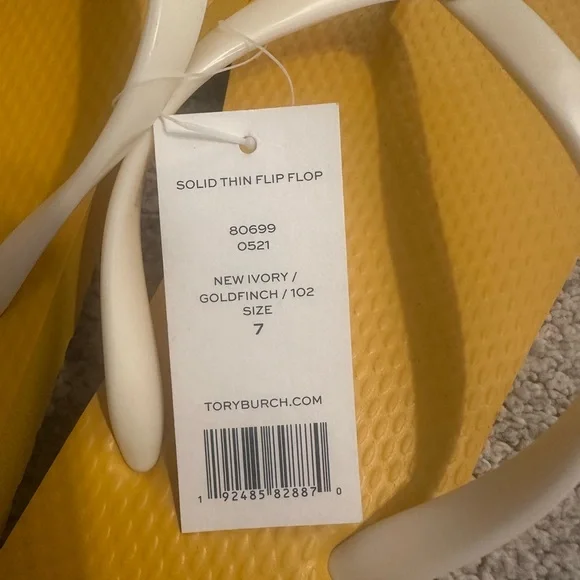 SOLID THIN FLIP FLOP
80699
0521
NEW IVORY /
GOLDFINCH / 102
SIZE
7
TORYBURCH.COM
1 92485 82887 0